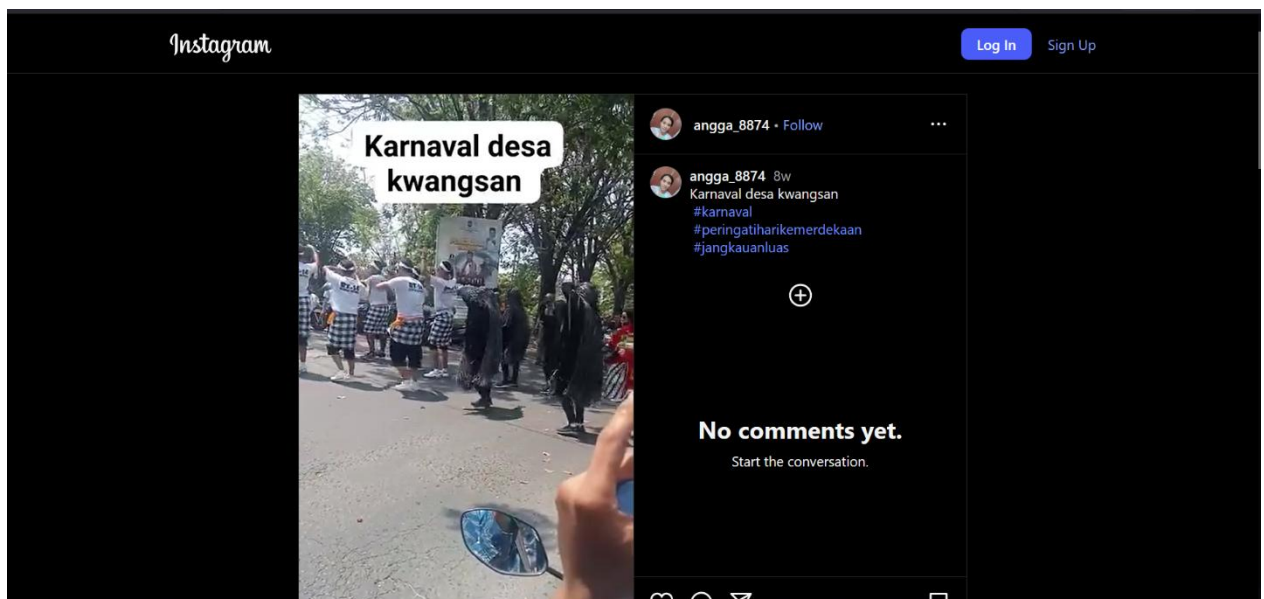 Instagram
Log In
Sign Up
Karnaval desa
kwangsan
angga_8874 • Follow
angga_8874 8w
Karnaval desa kwangsan
#karnaval
#peringatiharikemerdekaan
#jangkauanluas
No comments yet.
Start the conversation.